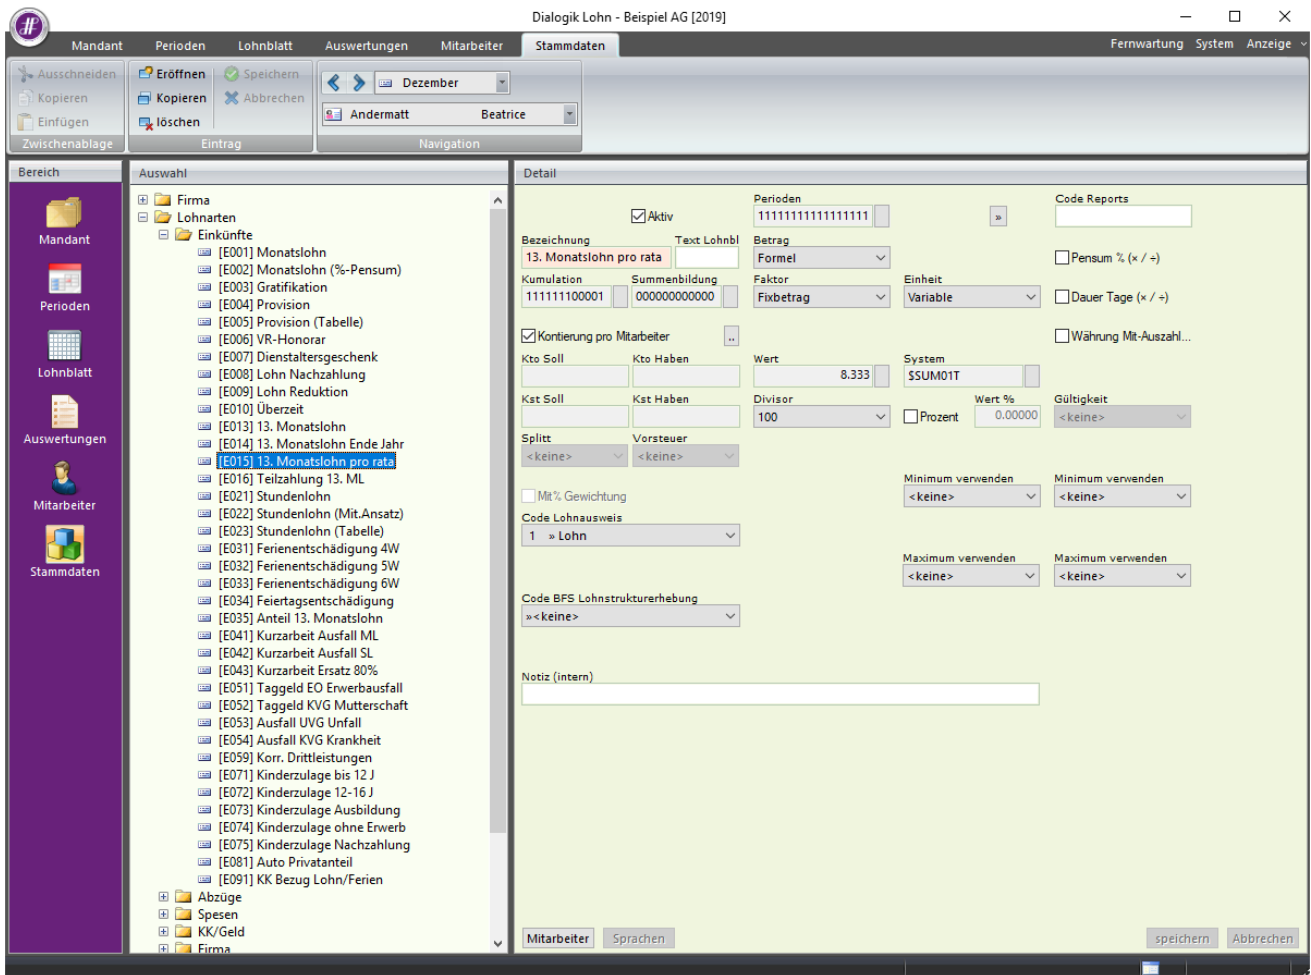 Dialogik Lohn - Beispiel AG [2019]
Mandant Perioden Lohnblatt Auswertungen Mitarbeiter Stammdaten Fernwartung System Anzeige
Ausschneiden Eröffnen Speichern
Kopieren Kopieren Abbrechen Dezember
Einfügen löschen Andermatt Beatrice
Zwischenablage Eintrag Navigation
Bereich
Mandant
Perioden
Lohnblatt
Auswertungen
Mitarbeiter
Stammdaten
Auswahl
Firma
Lohnarten
Einkünfte
[E001] Monatslohn
[E002] Monatslohn (%-Pensum)
[E003] Gratifikation
[E004] Provision
[E005] Provision (Tabelle)
[E006] VR-Honorar
[E007] Dienstaltersgeschenk
[E008] Lohn Nachzahlung
[E009] Lohn Reduktion
[E010] Überzeit
[E013] 13. Monatslohn
[E014] 13. Monatslohn Ende Jahr
[E015] 13. Monatslohn pro rata
[E016] Teilzahlung 13. ML
[E021] Stundenlohn
[E022] Stundenlohn (Mit.Ansatz)
[E023] Stundenlohn (Tabelle)
[E031] Ferienentschädigung 4W
[E032] Ferienentschädigung 5W
[E033] Ferienentschädigung 6W
[E034] Feiertagsentschädigung
[E035] Anteil 13. Monatslohn
[E041] Kurzarbeit Ausfall ML
[E042] Kurzarbeit Ausfall SL
[E043] Kurzarbeit Ersatz 80%
[E051] Taggeld EO Erwerbausfall
[E052] Taggeld KVG Mutterschaft
[E053] Ausfall UVG Unfall
[E054] Ausfall KVG Krankheit
[E059] Korr. Drittleistungen
[E071] Kinderzulage bis 12 J
[E072] Kinderzulage 12-16 J
[E073] Kinderzulage Ausbildung
[E074] Kinderzulage ohne Erwerb
[E075] Kinderzulage Nachzahlung
[E081] Auto Privatanteil
[E091] KK Bezug Lohn/Ferien
Abzüge
Spesen
KK/Geld
Firma
Detail
Perioden Code Reports
Aktiv 11111111111111111 »
Bezeichnung Text Lohnbl Betrag
13. Monatslohn pro rata Formel Pensum % (× / ÷)
Kumulation Summenbildung Faktor Einheit
111111100001 000000000000 Fixbetrag Variable Dauer Tage (× / ÷)
Kontierung pro Mitarbeiter .. Währung Mit-Auszahl...
Kto Soll Kto Haben Wert System
8.333 $SUM01T
Kst Soll Kst Haben Divisor Wert % Gültigkeit
100 Prozent 0.00000 <keine>
Splitt Vorsteuer
<keine> <keine>
Minimum verwenden Minimum verwenden
Mit% Gewichtung <keine> <keine>
Code Lohnausweis
1 » Lohn
Maximum verwenden Maximum verwenden
<keine> <keine>
Code BFS Lohnstrukturerhebung
»<keine>
Notiz (intern)
Mitarbeiter Sprachen speichern Abbrechen